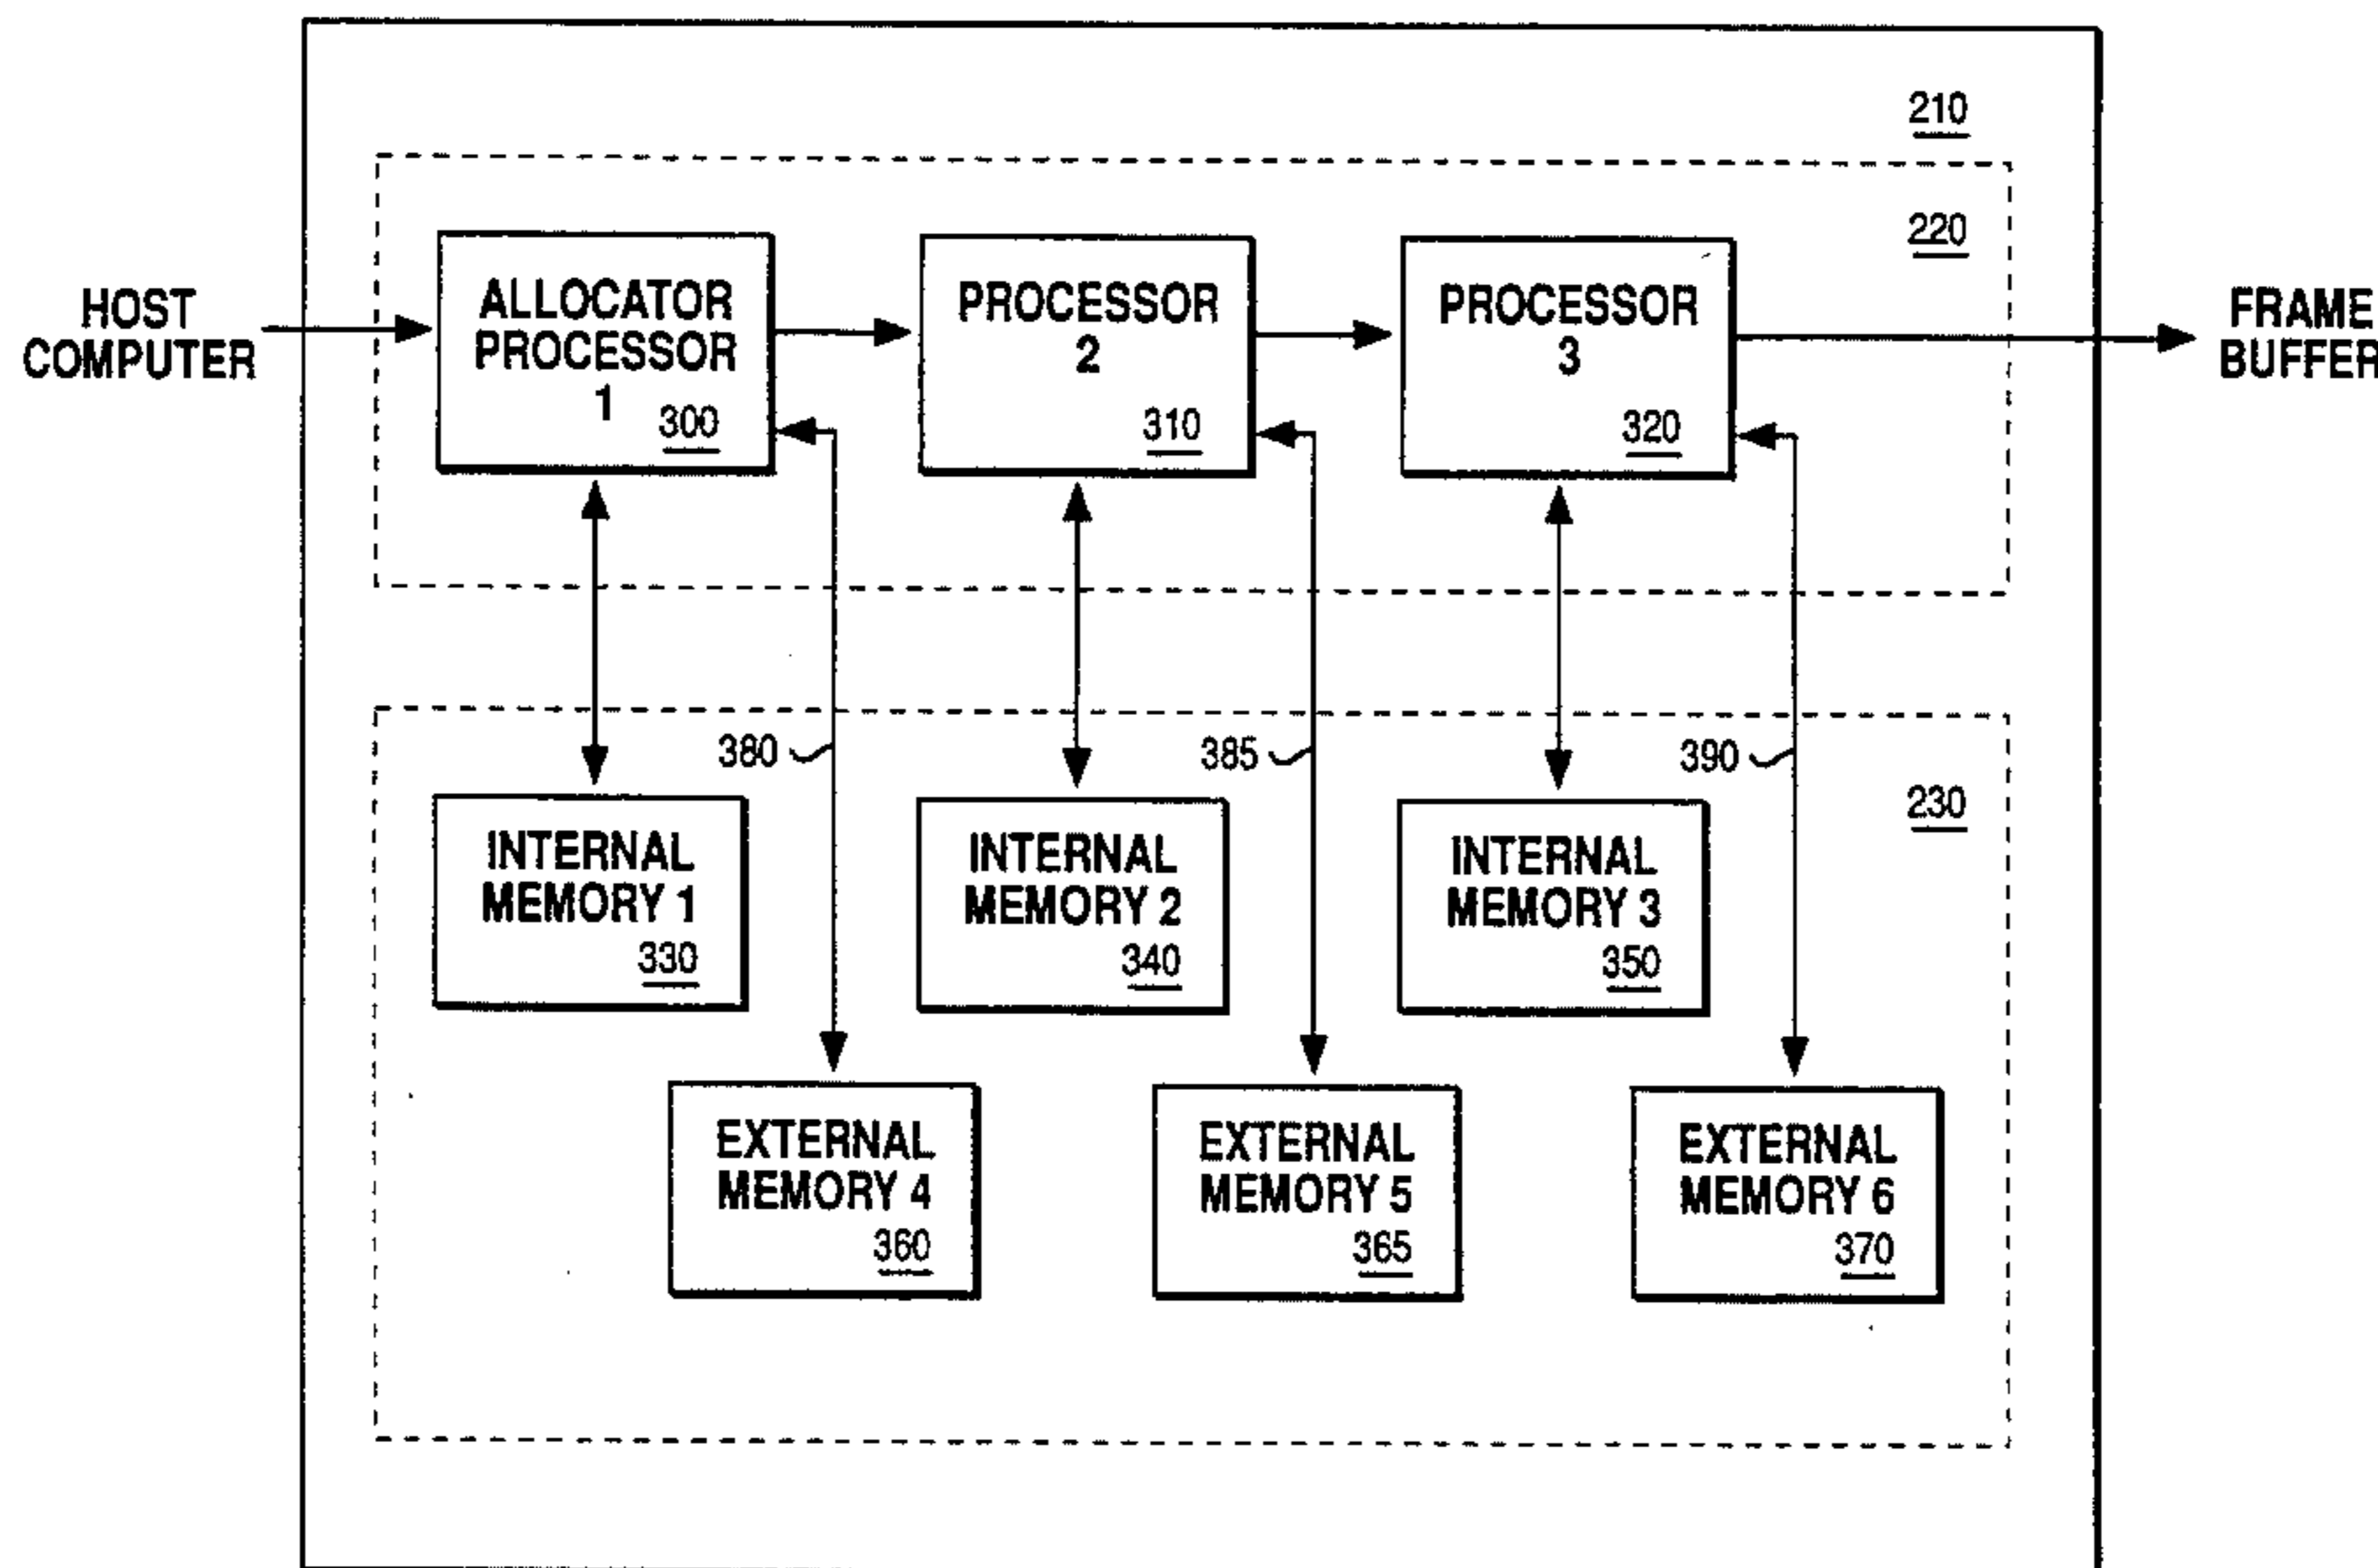 210
220
HOST
COMPUTER
ALLOCATOR
PROCESSOR
1
300
PROCESSOR
2
310
PROCESSOR
3
320
FRAME
BUFFER
380
385
390
230
INTERNAL
MEMORY 1
330
INTERNAL
MEMORY 2
340
INTERNAL
MEMORY 3
350
EXTERNAL
MEMORY 4
360
EXTERNAL
MEMORY 5
365
EXTERNAL
MEMORY 6
370